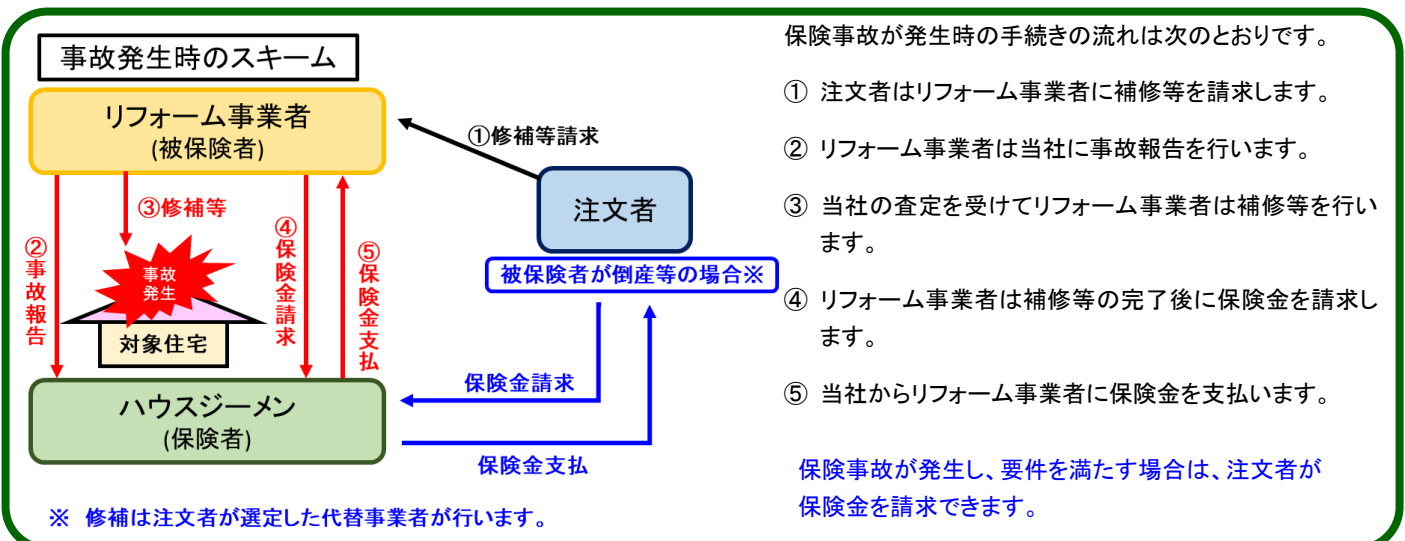 事故発生時のスキーム
リフォーム事業者
(被保険者)
①修補等請求
注文者
被保険者が倒産等の場合※
②事故報告
③修補等
④保険金請求
⑤保険金支払
事故
発生
対象住宅
ハウスジーメン
(保険者)
保険金請求
保険金支払
※ 修補は注文者が選定した代替事業者が行います。
保険事故が発生時の手続きの流れは次のとおりです。
① 注文者はリフォーム事業者に補修等を請求します。
② リフォーム事業者は当社に事故報告を行います。
③ 当社の査定を受けてリフォーム事業者は補修等を行い
ます。
④ リフォーム事業者は補修等の完了後に保険金を請求し
ます。
⑤ 当社からリフォーム事業者に保険金を支払います。
保険事故が発生し、要件を満たす場合は、注文者が
保険金を請求できます。